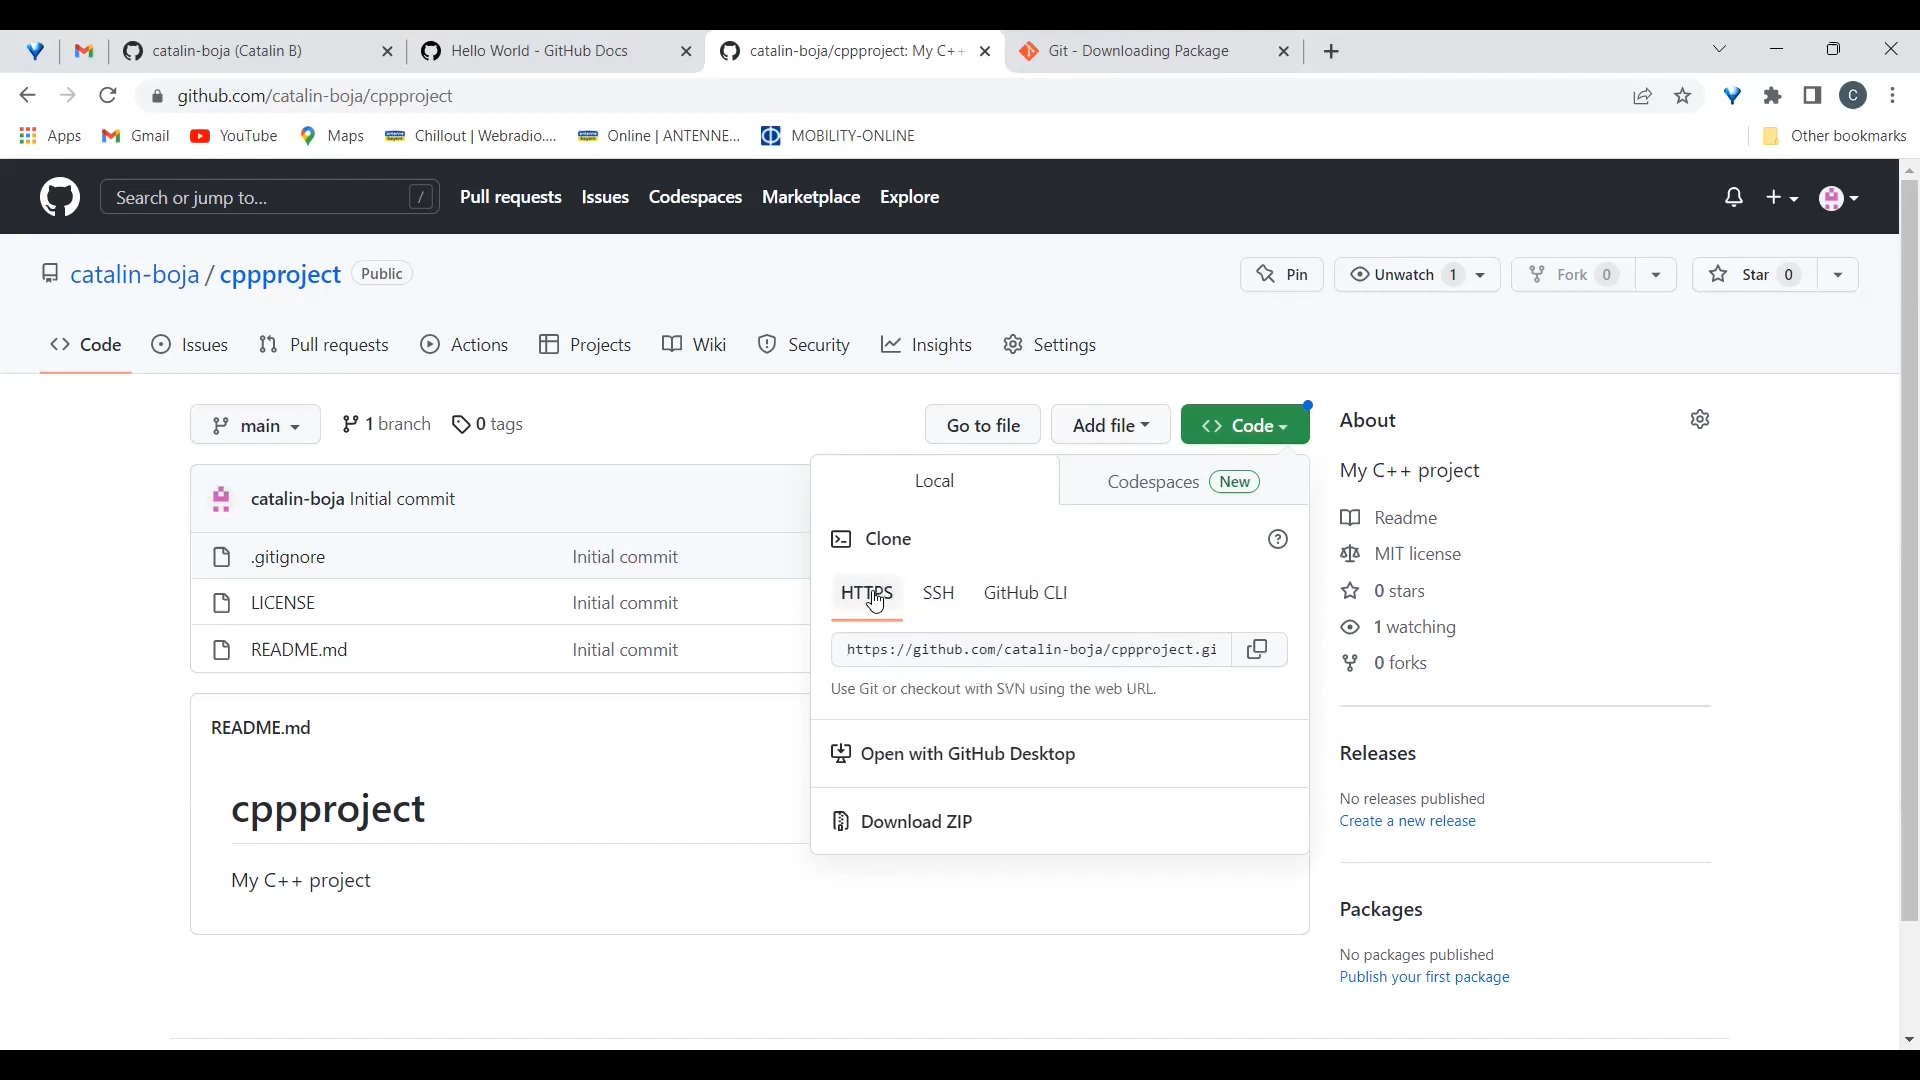 catalin-boja (Catalin B)
Hello World - GitHub Docs
catalin-boja/cppproject: My C++
Git - Downloading Package
github.com/catalin-boja/cppproject
C
Apps
Gmail
YouTube
Maps
Chillout | Webradio....
Online | ANTENNE...
MOBILITY-ONLINE
Other bookmarks
Search or jump to... /
Pull requests
Issues
Codespaces
Marketplace
Explore
catalin-boja / cppproject Public
Pin
Unwatch 1
Fork 0
Star 0
Code
Issues
Pull requests
Actions
Projects
Wiki
Security
Insights
Settings
main
1 branch
0 tags
Go to file
Add file
Code
catalin-boja Initial commit
.gitignore Initial commit
LICENSE Initial commit
README.md Initial commit
README.md
cppproject
My C++ project
Local
Codespaces New
Clone
HTTPS
SSH
GitHub CLI
https://github.com/catalin-boja/cppproject.gi
Use Git or checkout with SVN using the web URL.
Open with GitHub Desktop
Download ZIP
About
My C++ project
Readme
MIT license
0 stars
1 watching
0 forks
Releases
No releases published
Create a new release
Packages
No packages published
Publish your first package